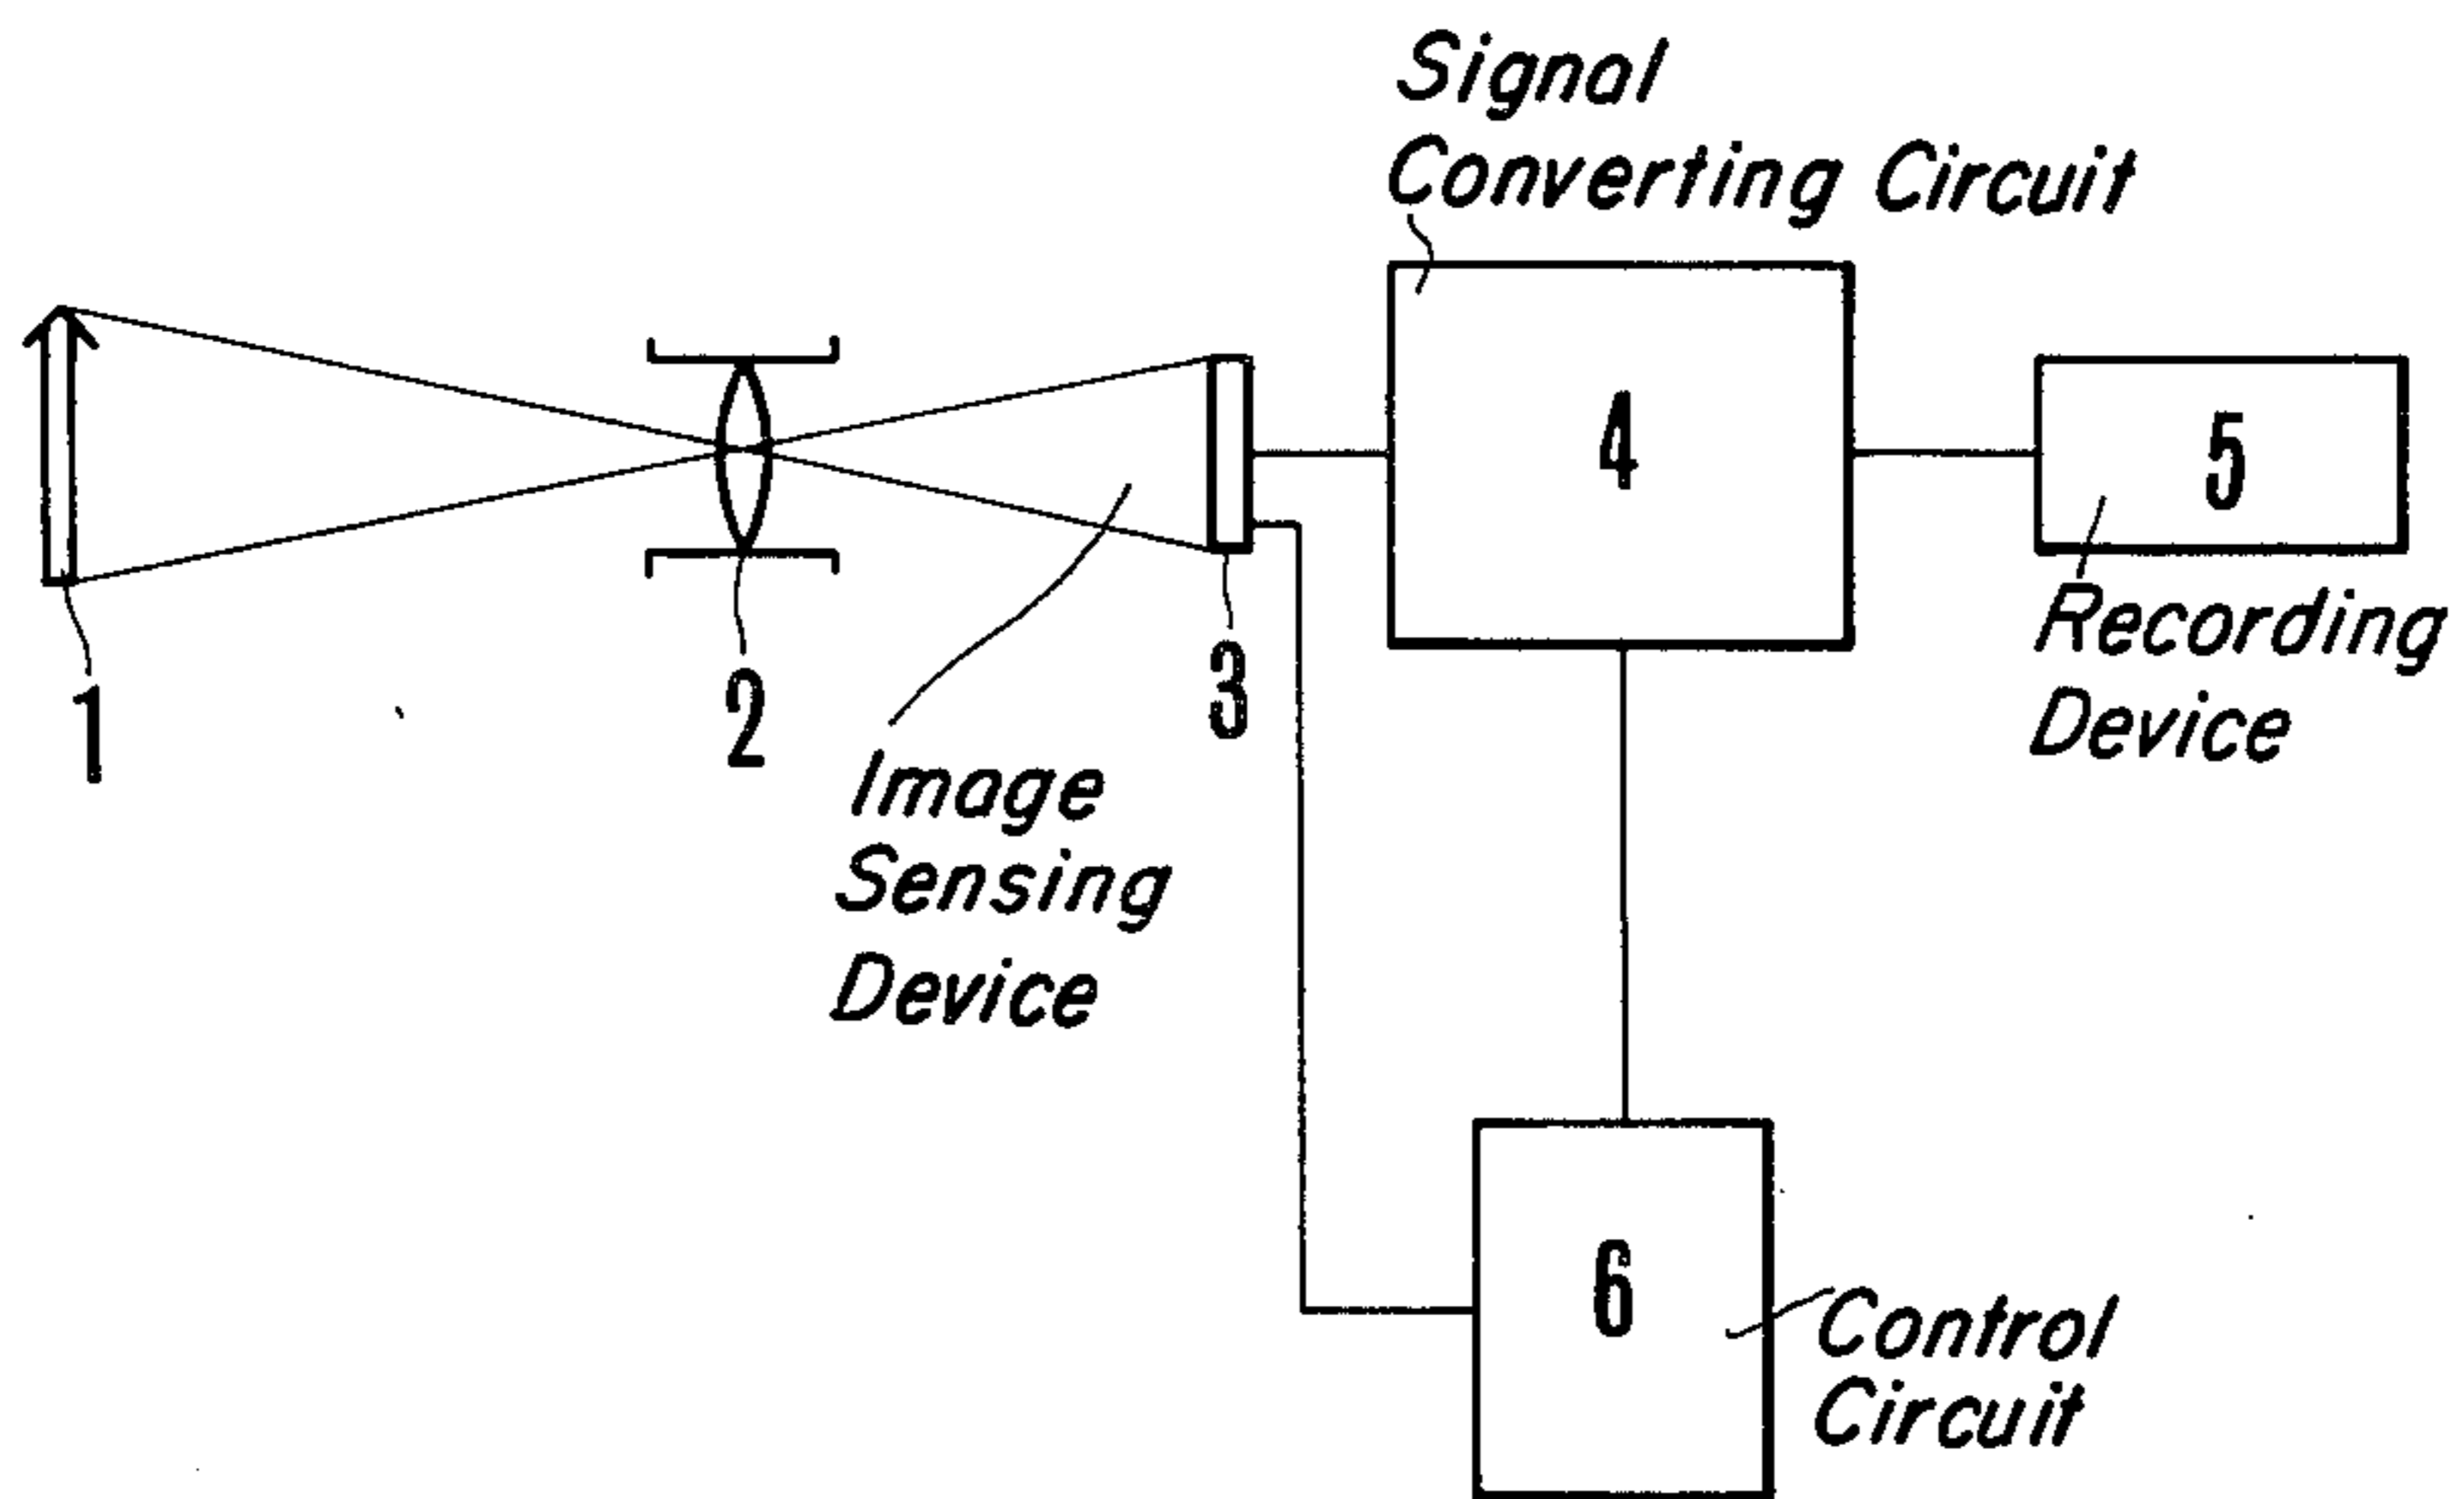 Signal
Converting Circuit
4
5
Recording
Device
1
2
3
Image
Sensing
Device
6
Control
Circuit